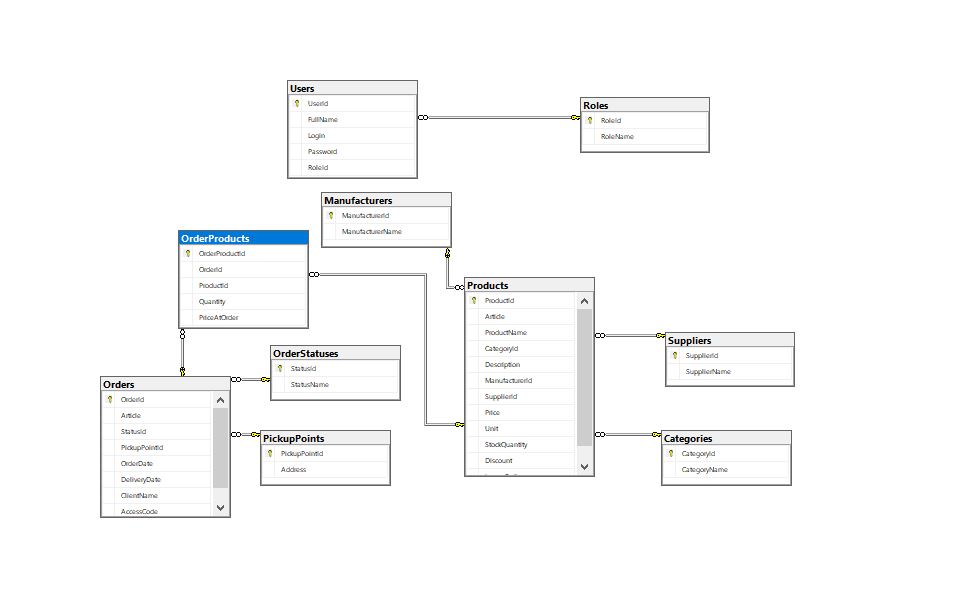 Users
UserId
FullName
Login
Password
RoleId
Roles
RoleId
RoleName
Manufacturers
ManufacturerId
ManufacturerName
OrderProducts
OrderProductId
OrderId
ProductId
Quantity
PriceAtOrder
Products
ProductId
Article
ProductName
CategoryId
Description
ManufacturerId
SupplierId
Price
Unit
StockQuantity
Discount
Suppliers
SupplierId
SupplierName
OrderStatuses
StatusId
StatusName
Orders
OrderId
Article
StatusId
PickupPointId
OrderDate
DeliveryDate
ClientName
AccessCode
PickupPoints
PickupPointId
Address
Categories
CategoryId
CategoryName